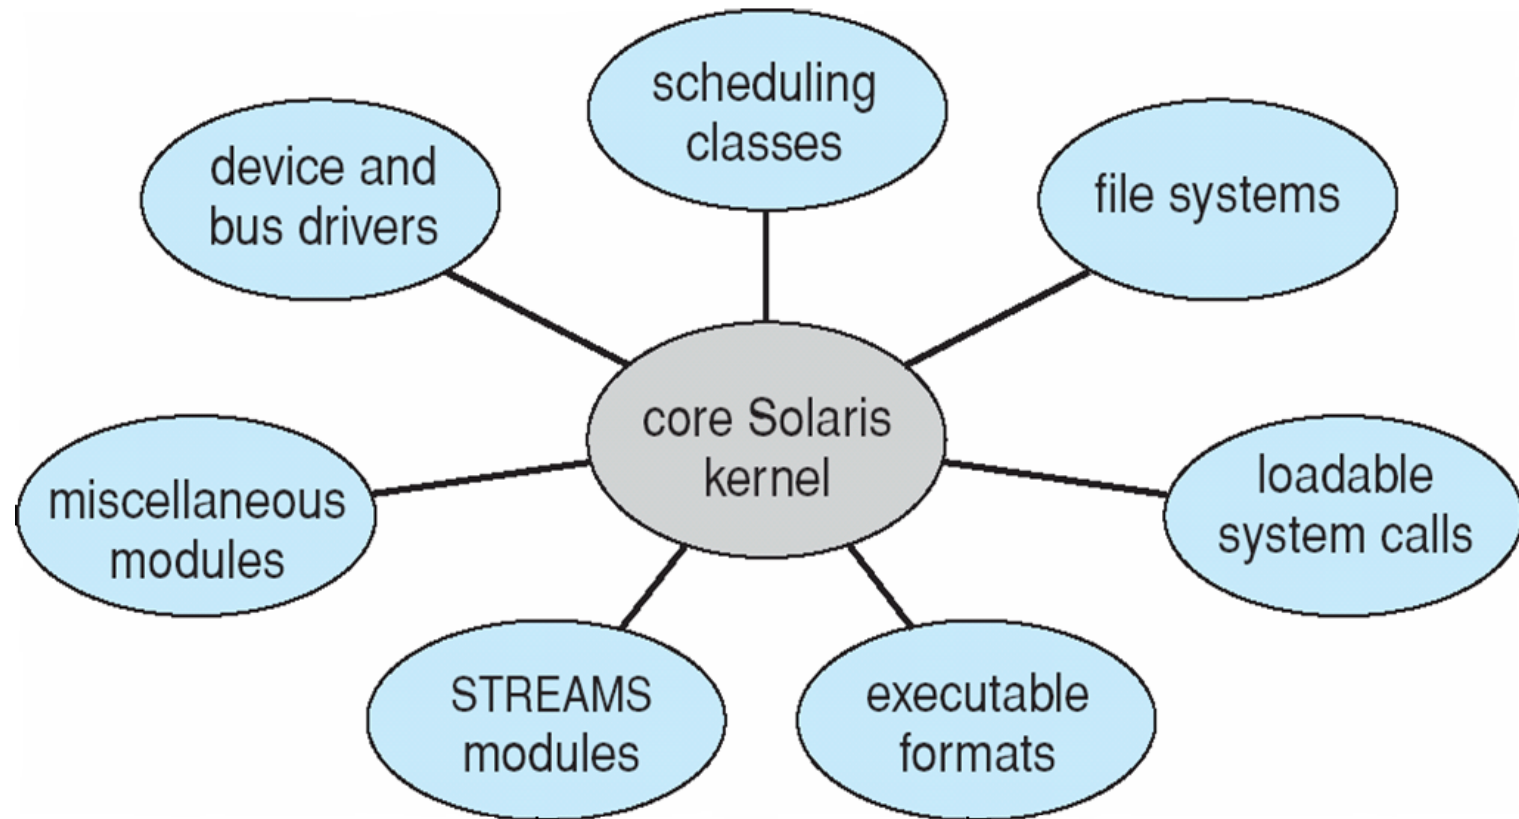 scheduling
classes
device and
bus drivers
file systems
core Solaris
kernel
miscellaneous
modules
loadable
system calls
STREAMS
modules
executable
formats